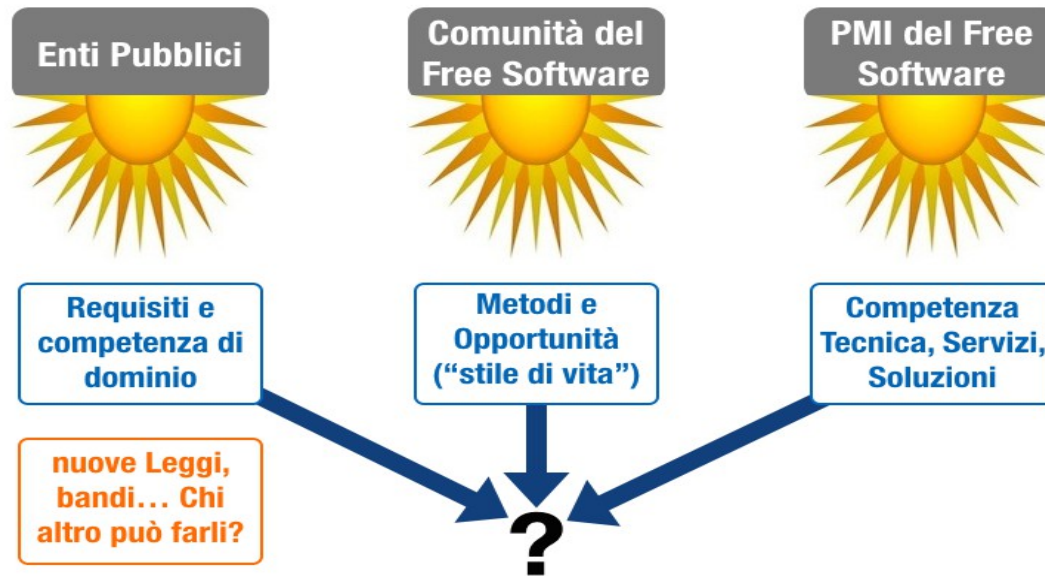 Enti Pubblici
Comunità del
Free Software
PMI del Free
Software
Requisiti e
competenza di
dominio
Metodi e
Opportunità
(“stile di vita”)
Competenza
Tecnica, Servizi,
Soluzioni
nuove Leggi,
bandi... Chi
altro può farli?
?